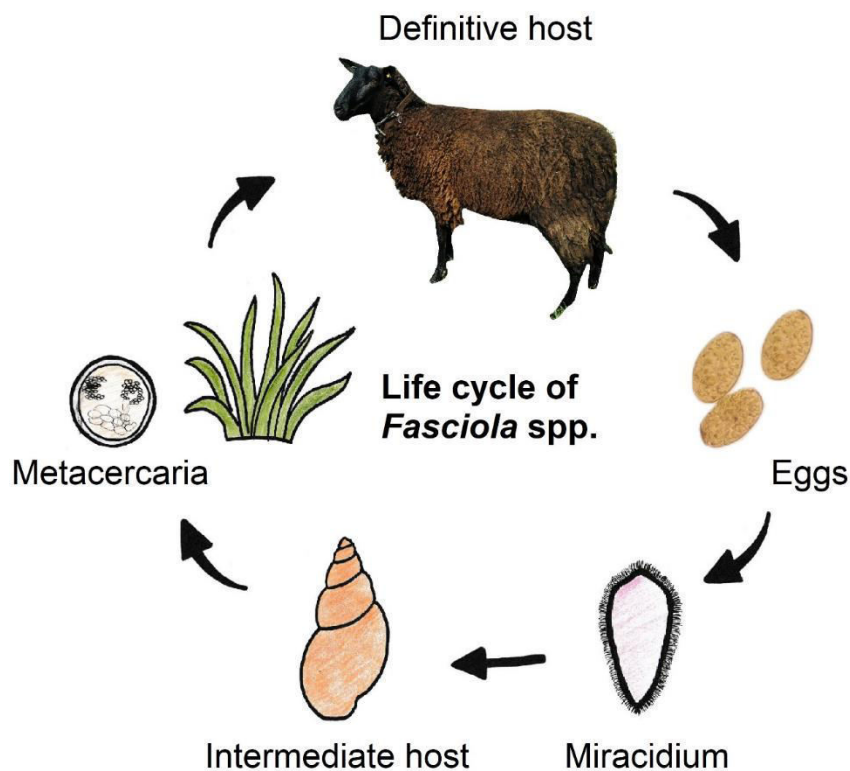 Definitive host
Life cycle of
Fasciola spp.
Metacercaria
Eggs
Intermediate host
Miracidium